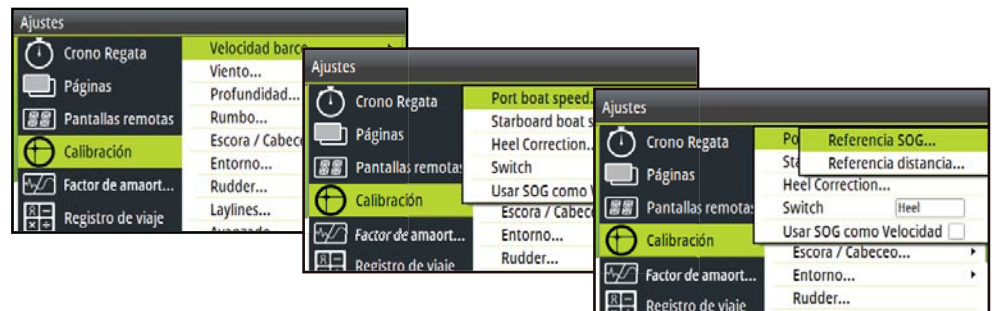 Ajustes
Crono Regata
Páginas
Pantallas remotas
Calibración
Factor de amaort...
Registro de viaje
Velocidad barco
Viento...
Profundidad...
Rumbo...
Escora / Cabece
Entorno...
Rudder...
Laylines...
Avanzado
Ajustes
Crono Regata
Páginas
Pantallas remotas
Calibración
Factor de amaort...
Registro de viaje
Port boat speed.
Starboard boat s
Heel Correction..
Switch
Usar SOG como V
Escora / Cabece
Entorno...
Rudder...
Ajustes
Crono Regata
Páginas
Pantallas remotas
Calibración
Factor de amaort...
Registro de viaje
Po
Referencia SOG...
Sta
Referencia distancia...
Heel Correction...
Switch Heel
Usar SOG como Velocidad
Escora / Cabeceo...
Entorno...
Rudder...